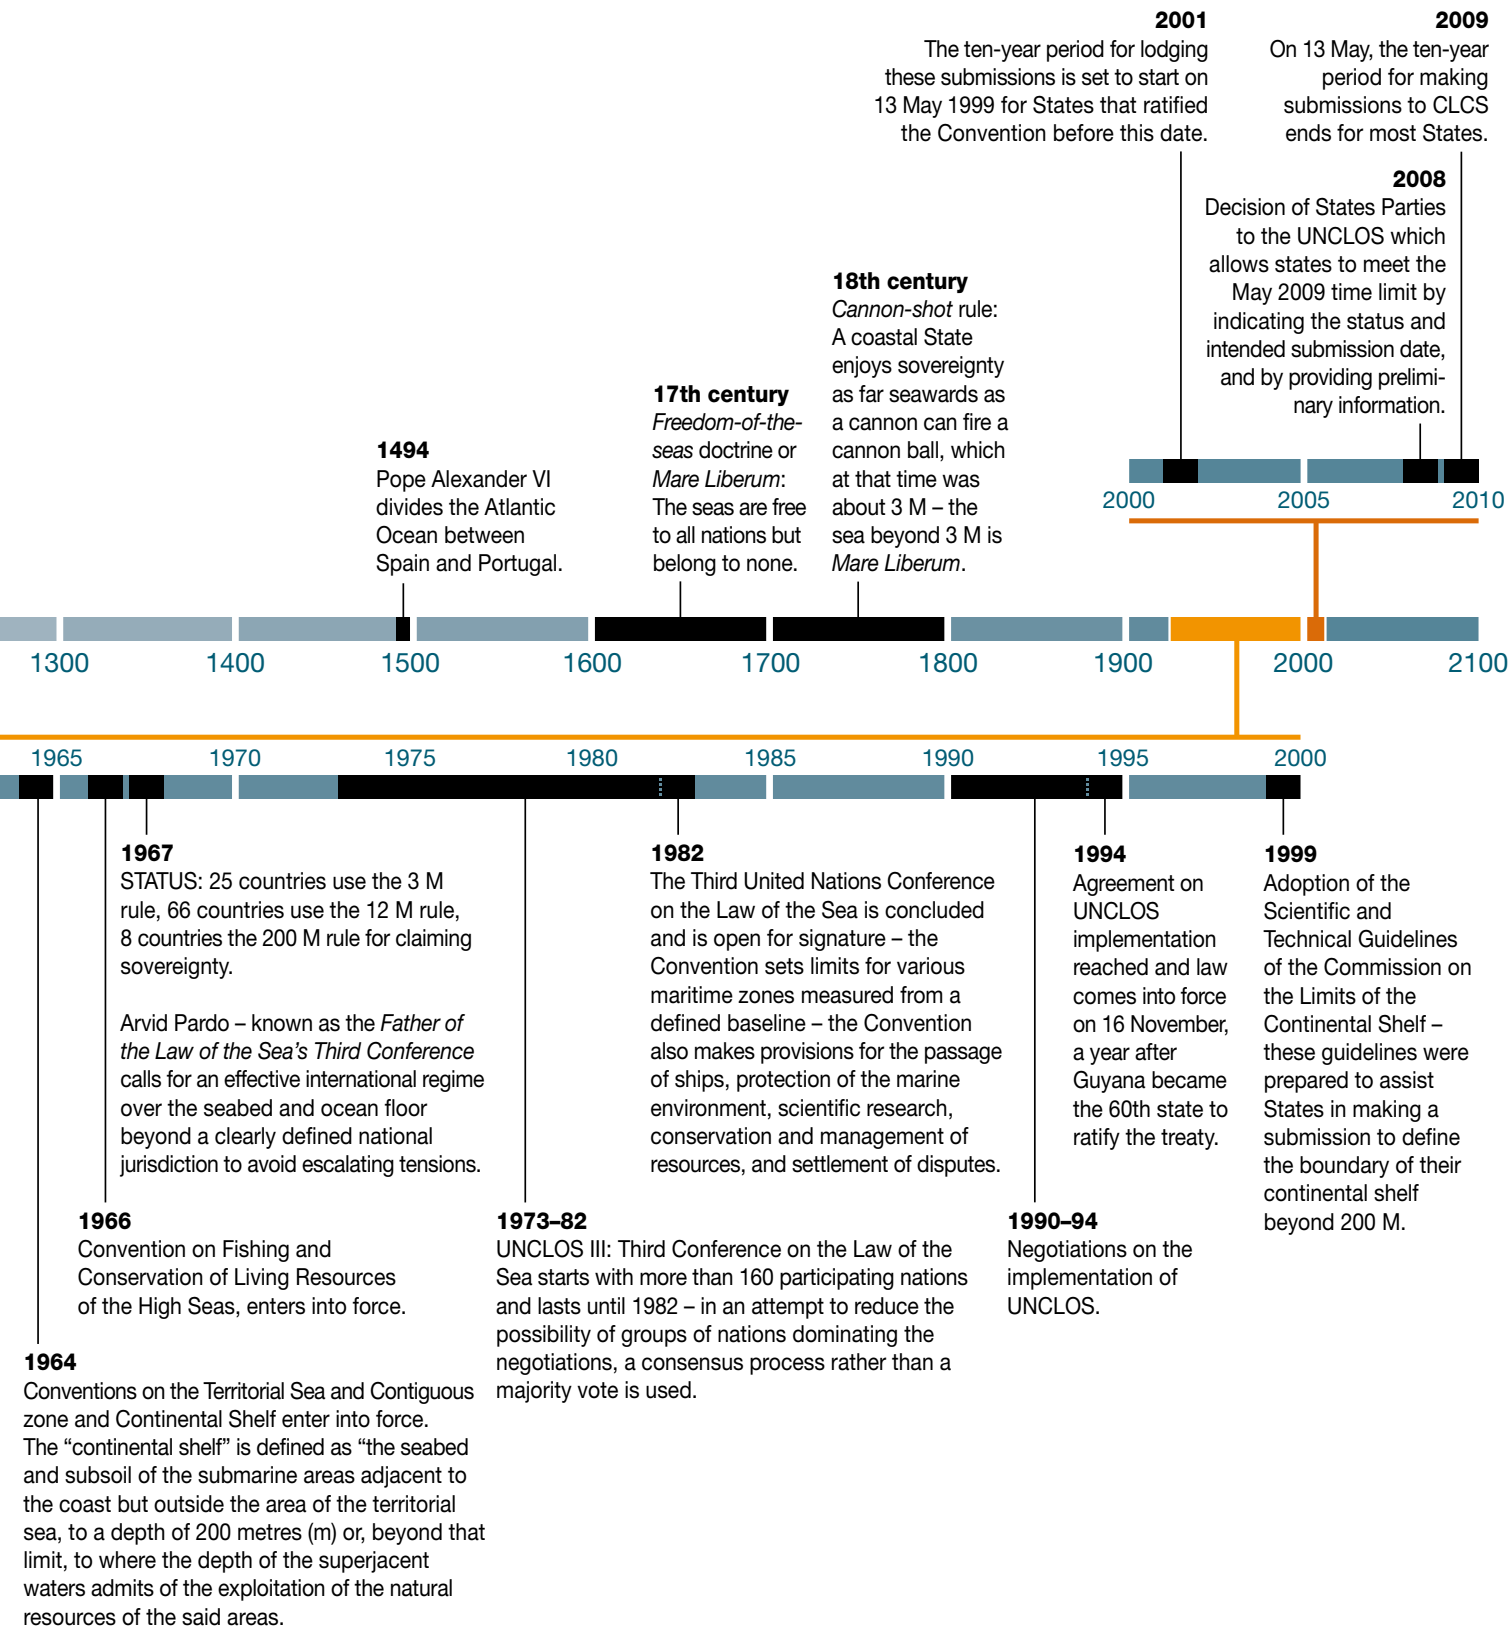 2001
The ten-year period for lodging
these submissions is set to start on
13 May 1999 for States that ratified
the Convention before this date.
2009
On 13 May, the ten-year
period for making
submissions to CLCS
ends for most States.
2008
Decision of States Parties
to the UNCLOS which
allows states to meet the
May 2009 time limit by
indicating the status and
intended submission date,
and by providing prelimi-
nary information.
18th century
Cannon-shot rule:
A coastal State
enjoys sovereignty
as far seawards as
a cannon can fire a
cannon ball, which
at that time was
about 3 M – the
sea beyond 3 M is
Mare Liberum.
17th century
Freedom-of-the-
seas doctrine or
Mare Liberum:
The seas are free
to all nations but
belong to none.
1494
Pope Alexander VI
divides the Atlantic
Ocean between
Spain and Portugal.
2000 2005 2010
1300 1400 1500 1600 1700 1800 1900 2000 2100
1965 1970 1975 1980 1985 1990 1995 2000
1967
STATUS: 25 countries use the 3 M
rule, 66 countries use the 12 M rule,
8 countries the 200 M rule for claiming
sovereignty.
Arvid Pardo – known as the Father of
the Law of the Sea's Third Conference
calls for an effective international regime
over the seabed and ocean floor
beyond a clearly defined national
jurisdiction to avoid escalating tensions.
1982
The Third United Nations Conference
on the Law of the Sea is concluded
and is open for signature – the
Convention sets limits for various
maritime zones measured from a
defined baseline – the Convention
also makes provisions for the passage
of ships, protection of the marine
environment, scientific research,
conservation and management of
resources, and settlement of disputes.
1994
Agreement on
UNCLOS
implementation
reached and law
comes into force
on 16 November,
a year after
Guyana became
the 60th state to
ratify the treaty.
1999
Adoption of the
Scientific and
Technical Guidelines
of the Commission on
the Limits of the
Continental Shelf –
these guidelines were
prepared to assist
States in making a
submission to define
the boundary of their
continental shelf
beyond 200 M.
1966
Convention on Fishing and
Conservation of Living Resources
of the High Seas, enters into force.
1973–82
UNCLOS III: Third Conference on the Law of the
Sea starts with more than 160 participating nations
and lasts until 1982 – in an attempt to reduce the
possibility of groups of nations dominating the
negotiations, a consensus process rather than a
majority vote is used.
1990–94
Negotiations on the
implementation of
UNCLOS.
1964
Conventions on the Territorial Sea and Contiguous
zone and Continental Shelf enter into force.
The “continental shelf” is defined as “the seabed
and subsoil of the submarine areas adjacent to
the coast but outside the area of the territorial
sea, to a depth of 200 metres (m) or, beyond that
limit, to where the depth of the superjacent
waters admits of the exploitation of the natural
resources of the said areas.